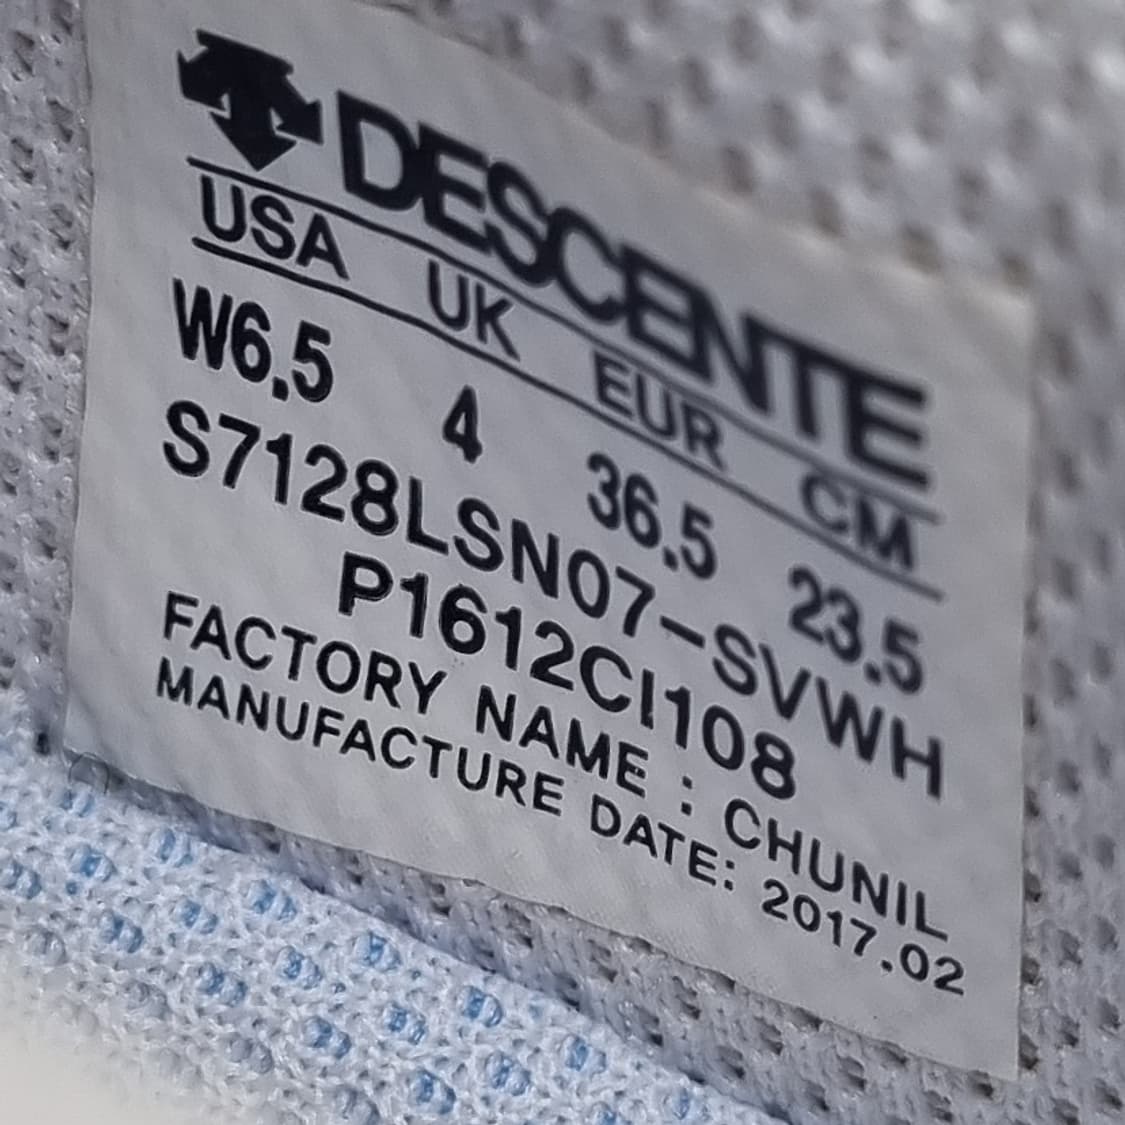 DESCENTE
USA UK EUR CM
W6.5 4 36.5 23.5
S7128LSN07-SVWH
P1612CI108
FACTORY NAME : CHUNIL
MANUFACTURE DATE: 2017.02